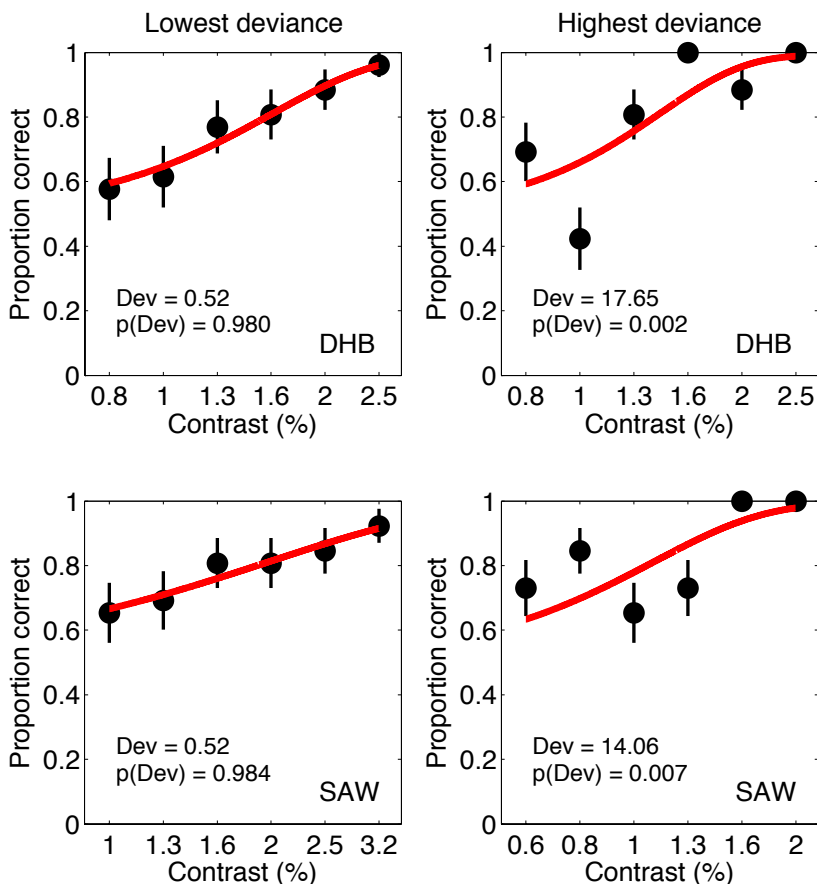 Lowest deviance
Highest deviance
Proportion correct
1
0.8
0.6
0.4
0.2
0
Dev = 0.52
p(Dev) = 0.980
DHB
0.8 1 1.3 1.6 2 2.5
Contrast (%)
Proportion correct
1
0.8
0.6
0.4
0.2
0
Dev = 17.65
p(Dev) = 0.002
DHB
0.8 1 1.3 1.6 2 2.5
Contrast (%)
Proportion correct
1
0.8
0.6
0.4
0.2
0
Dev = 0.52
p(Dev) = 0.984
SAW
1 1.3 1.6 2 2.5 3.2
Contrast (%)
Proportion correct
1
0.8
0.6
0.4
0.2
0
Dev = 14.06
p(Dev) = 0.007
SAW
0.6 0.8 1 1.3 1.6 2
Contrast (%)